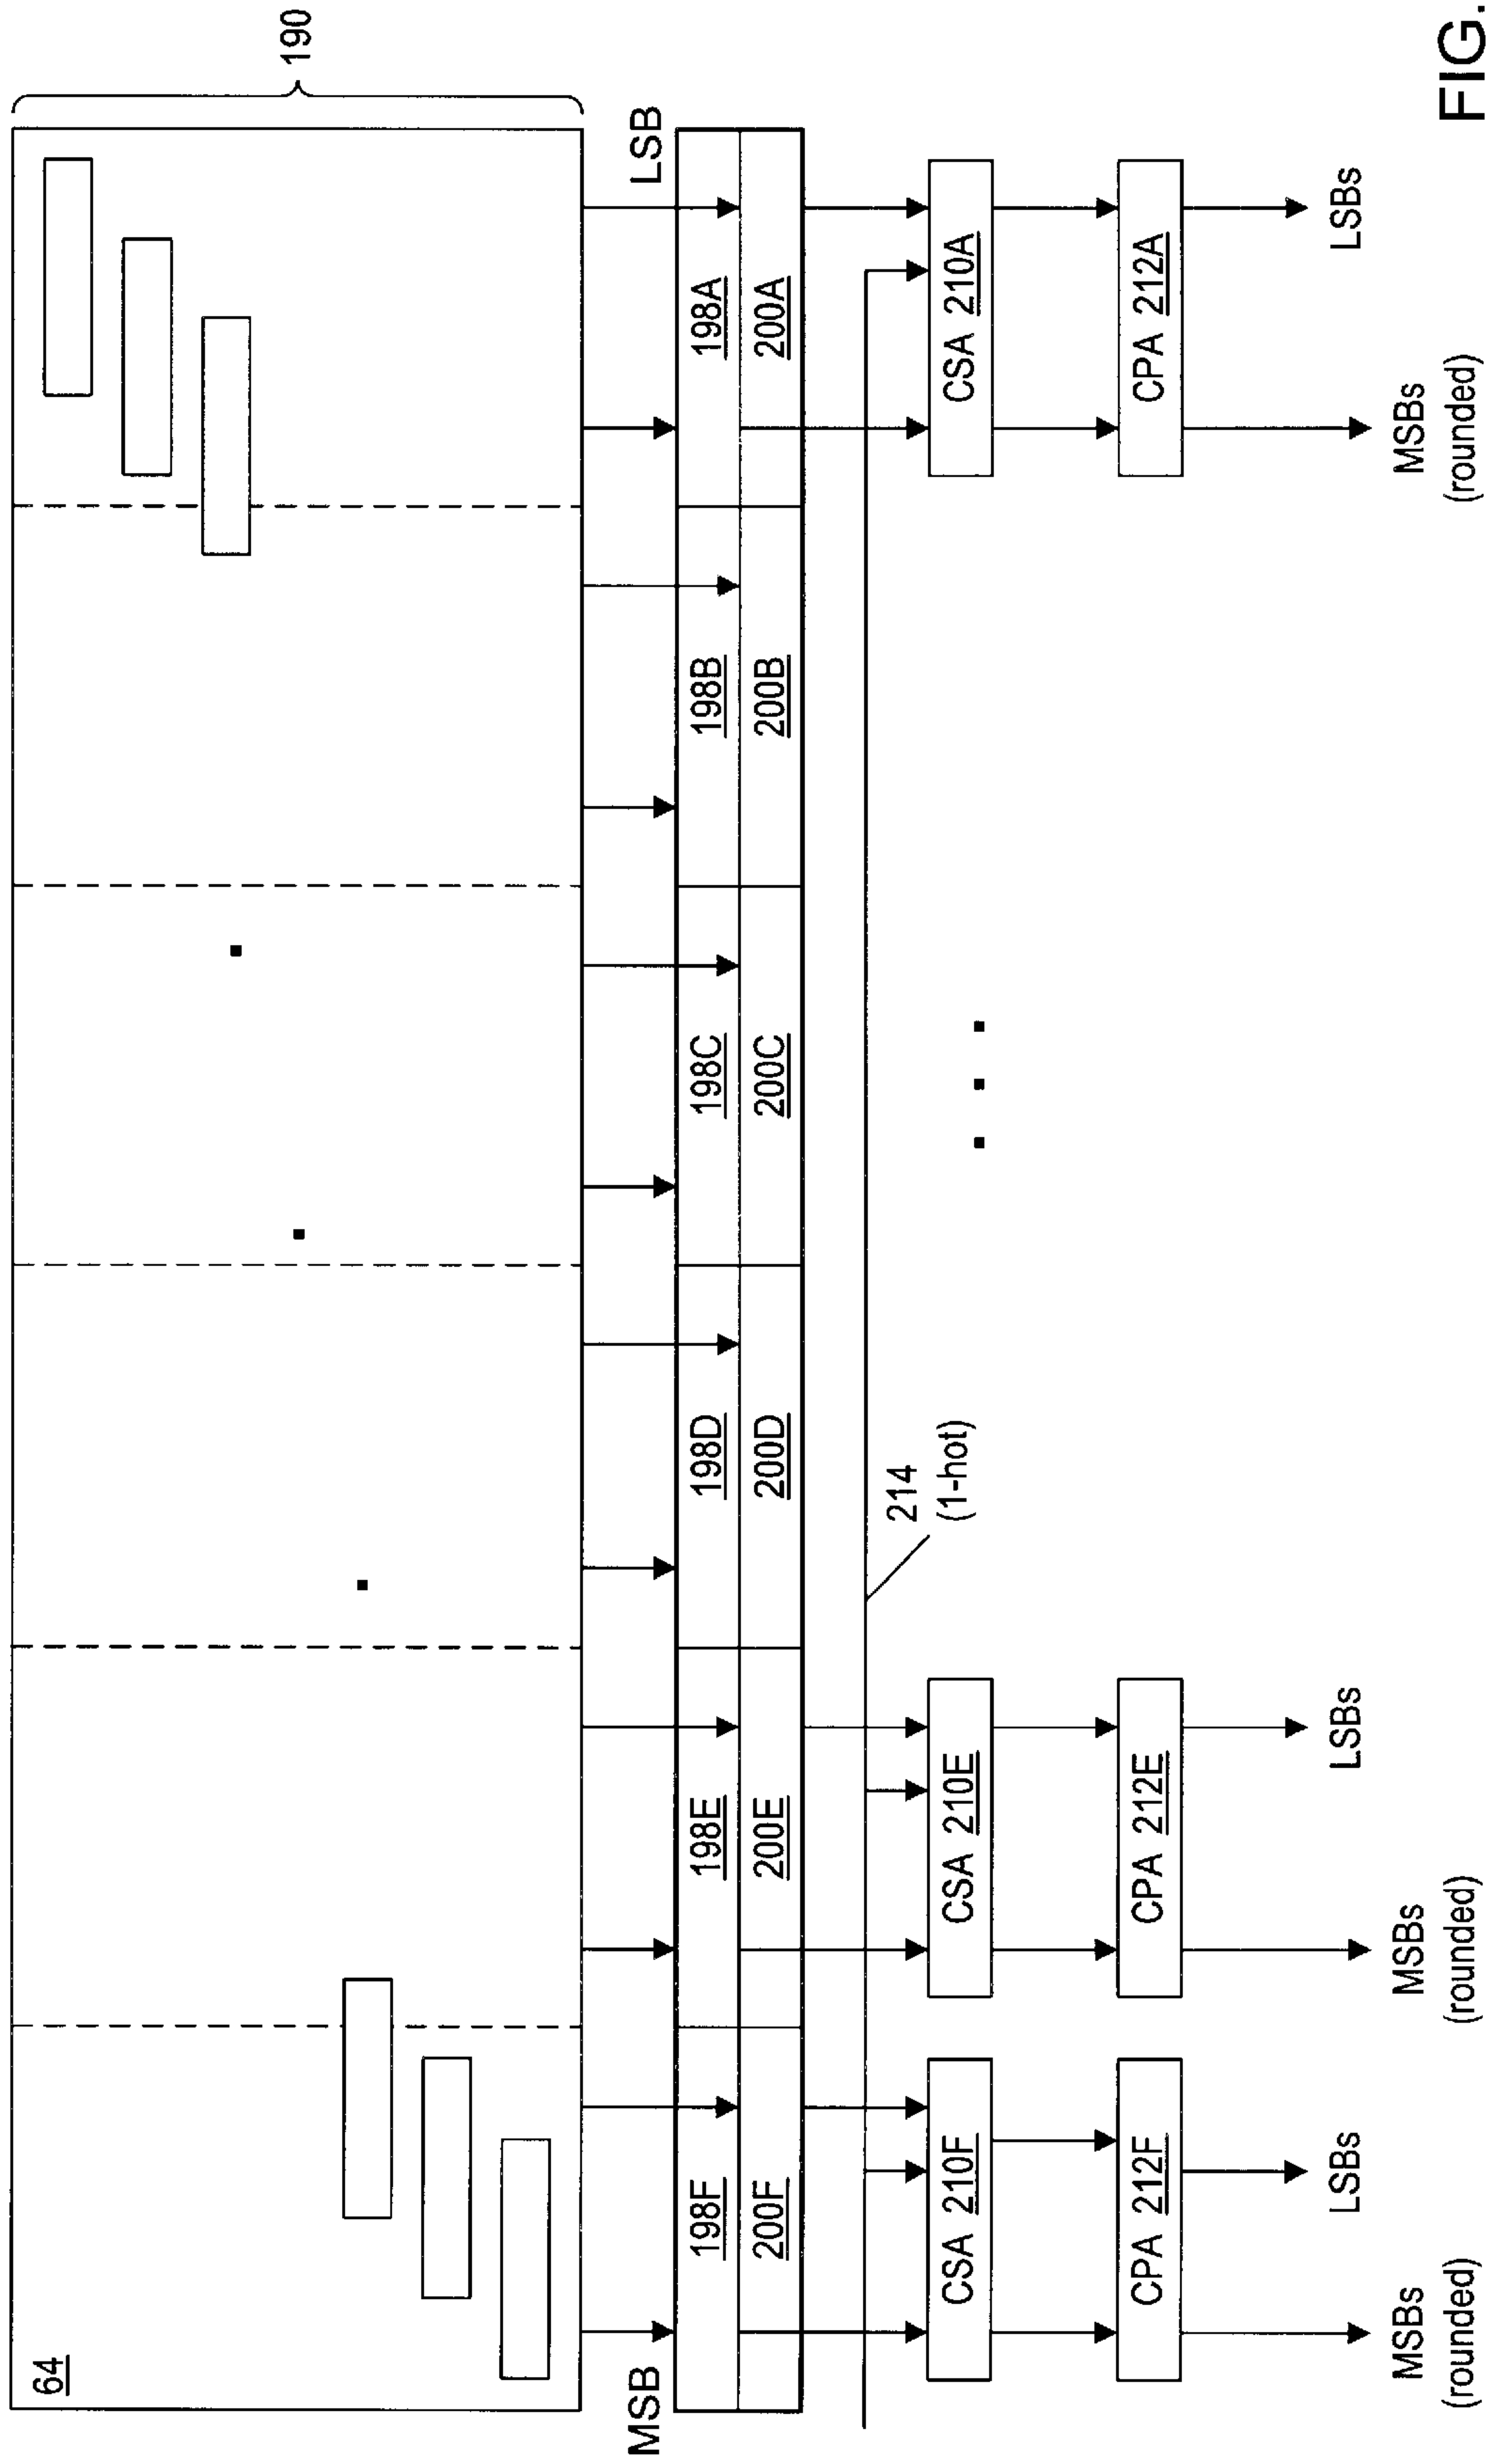 64
190
MSB
LSB
198F
198E
198D
198C
198B
198A
200F
200E
200D
200C
200B
200A
214
(1-hot)
CSA 210F
CSA 210E
CSA 210A
CPA 212F
CPA 212E
CPA 212A
MSBs
(rounded)
LSBs
MSBs
(rounded)
LSBs
MSBs
(rounded)
LSBs
FIG.